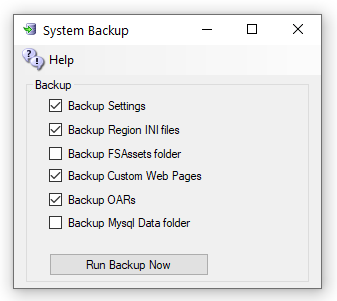 System Backup
Help
Backup
Backup Settings
Backup Region INI files
Backup FSAssets folder
Backup Custom Web Pages
Backup OARs
Backup Mysql Data folder
Run Backup Now